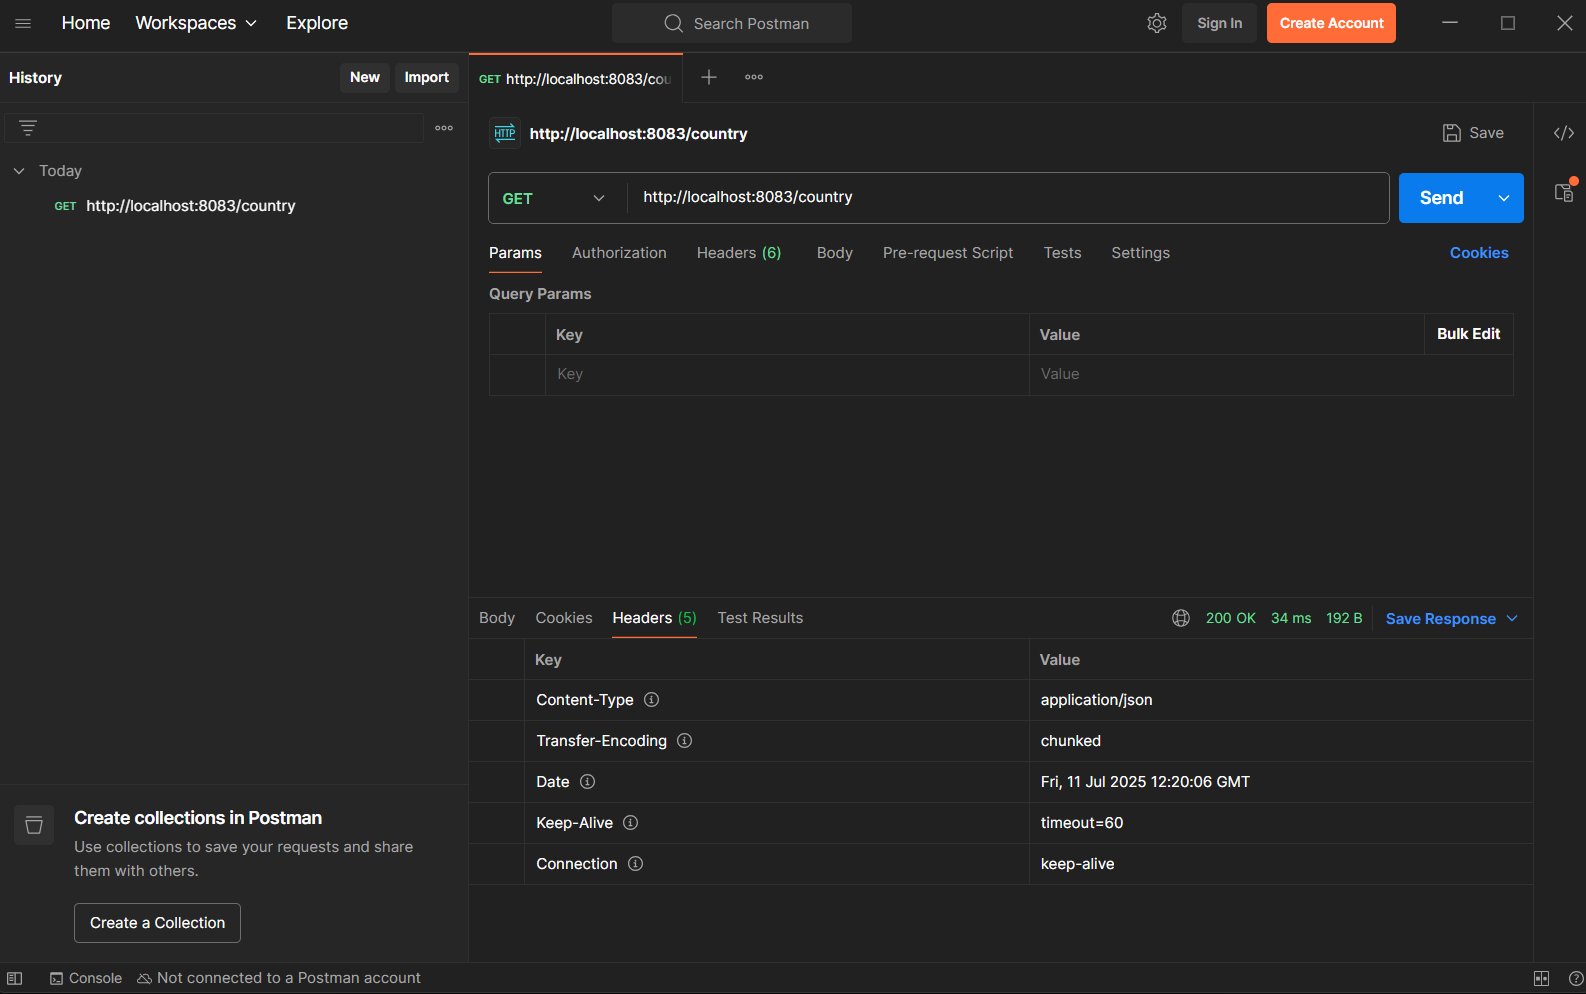 Home Workspaces Explore
Search Postman
Sign In Create Account
History New Import
GET http://localhost:8083/cou
HTTP http://localhost:8083/country Save
Today
GET http://localhost:8083/country
GET http://localhost:8083/country Send
Params Authorization Headers (6) Body Pre-request Script Tests Settings Cookies
Query Params
Key Value Bulk Edit
Key Value
Body Cookies Headers (5) Test Results 200 OK 34 ms 192 B Save Response
Key Value
Content-Type application/json
Transfer-Encoding chunked
Date Fri, 11 Jul 2025 12:20:06 GMT
Keep-Alive timeout=60
Connection keep-alive
Create collections in Postman
Use collections to save your requests and share
them with others.
Create a Collection
Console Not connected to a Postman account